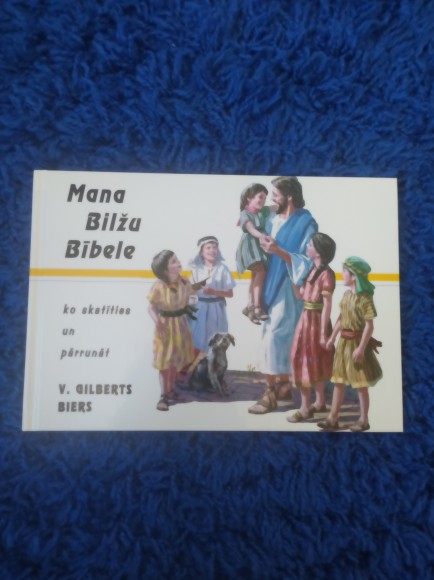 Mana
Bilžu
Bībele
ko skatīties
un
pārrunāt
V. GILBERTS
BIERS